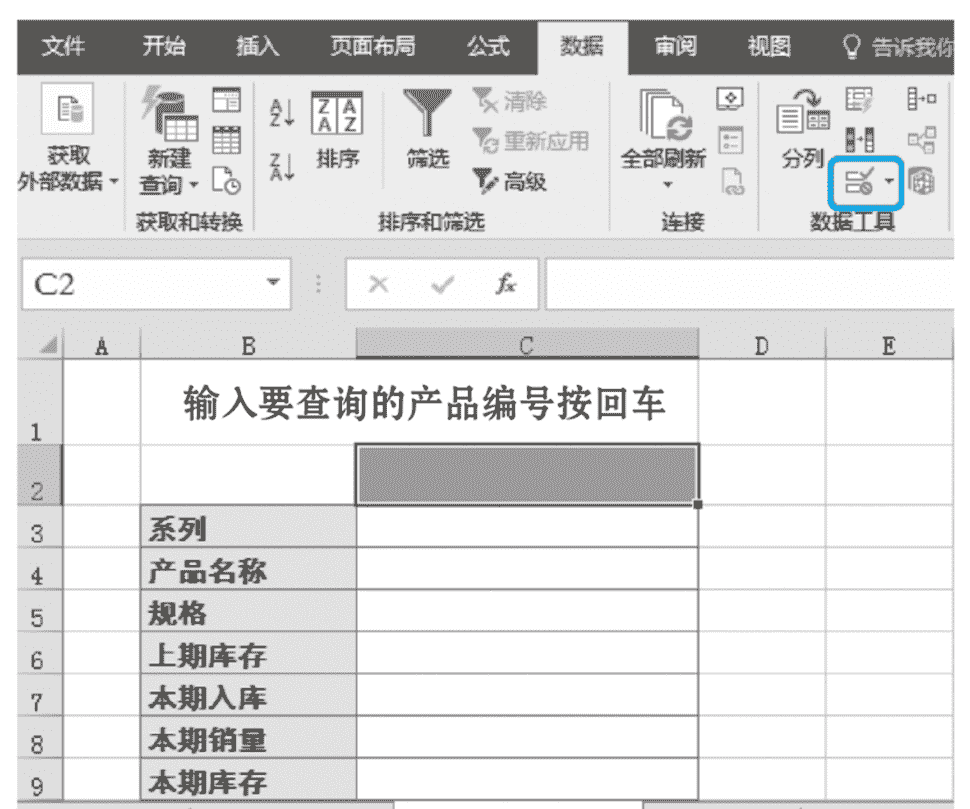 文件 开始 插入 页面布局 公式 数据 审阅 视图 告诉我你
获取
外部数据
新建
查询
获取和转换
排序
筛选
清除
重新应用
高级
排序和筛选
全部刷新
连接
分列
数据工具
C2 fx
A B C D E
1 输入要查询的产品编号按回车
2
3 系列
4 产品名称
5 规格
6 上期库存
7 本期入库
8 本期销量
9 本期库存